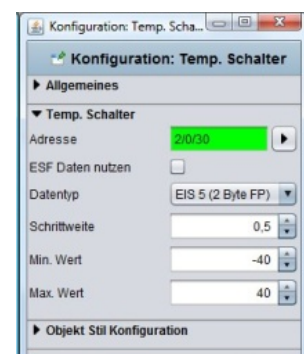 Konfiguration: Temp. Scha...
Konfiguration: Temp. Schalter
Allgemeines
Temp. Schalter
Adresse 2/0/30
ESF Daten nutzen
Datentyp EIS 5 (2 Byte FP)
Schrittweite 0,5
Min. Wert -40
Max. Wert 40
Objekt Stil Konfiguration